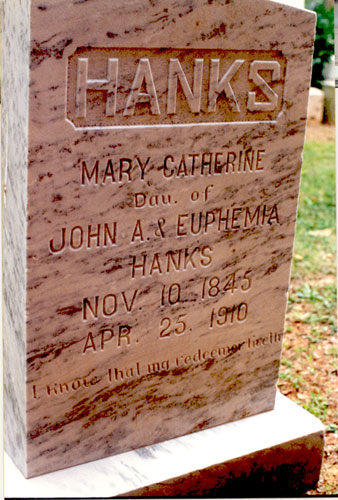 HANKS
MARY CATHERINE
Dau. of
JOHN A. & EUPHEMIA
HANKS
NOV. 10. 1845
APR. 25. 1910
I know that my redeemer liveth